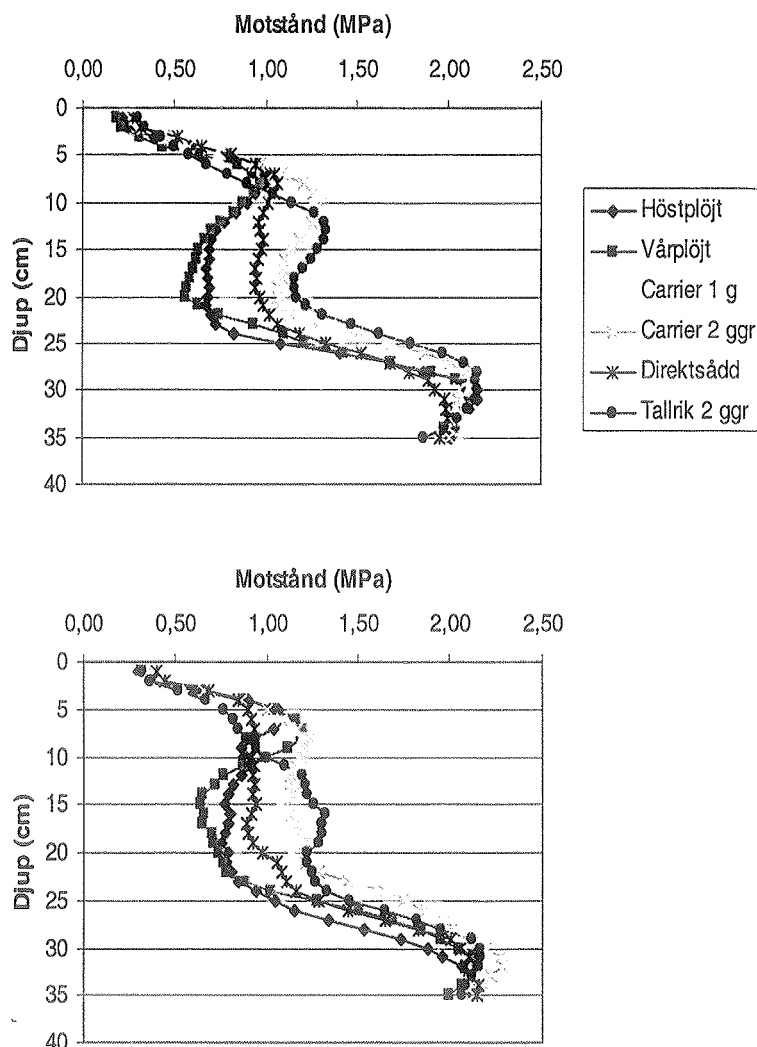 Motstånd (MPa)
0,00 0,50 1,00 1,50 2,00 2,50
0
5
10
15
20
25
30
35
40
Djup (cm)
Höstplöjt
Vårplöjt
Carrier 1 g
Carrier 2 ggr
Direktsådd
Tallrik 2 ggr
Motstånd (MPa)
0,00 0,50 1,00 1,50 2,00 2,50
0
5
10
15
20
25
30
35
40
Djup (cm)